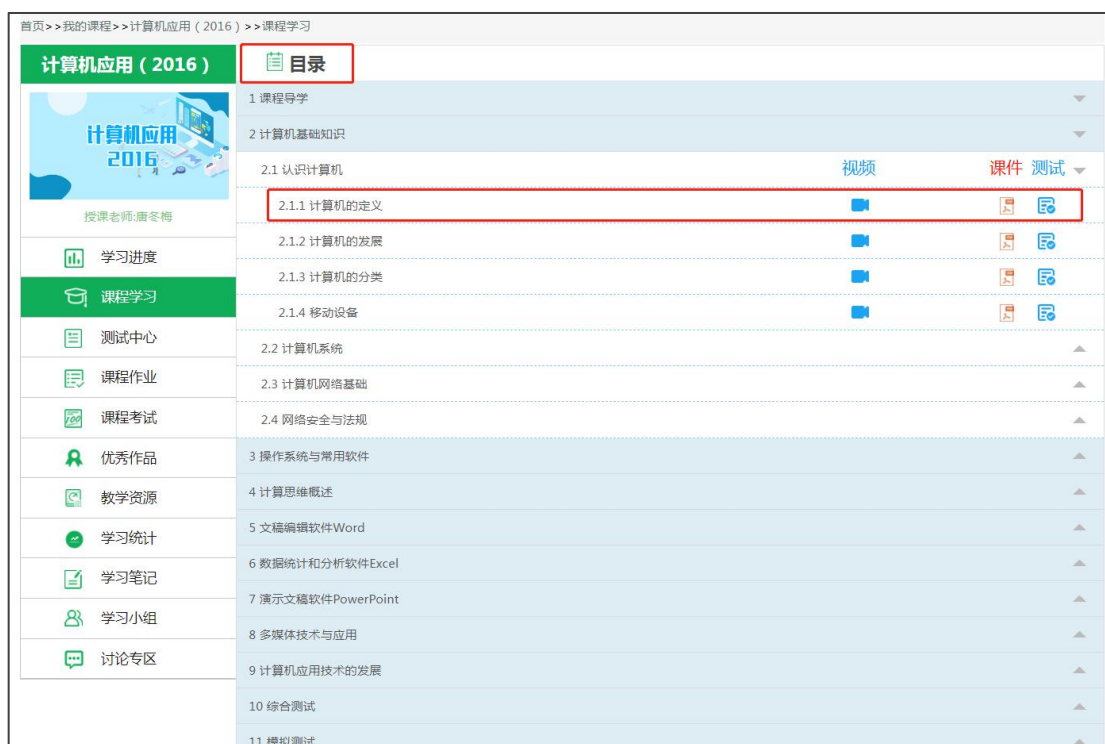 首页>>我的课程>>计算机应用（2016）>>课程学习
计算机应用（2016）
计算机应用
2016
授课老师:唐冬梅
学习进度
课程学习
测试中心
课程作业
课程考试
优秀作品
教学资源
学习统计
学习笔记
学习小组
讨论专区
目录
1 课程导学
2 计算机基础知识
2.1 认识计算机 视频 课件 测试
2.1.1 计算机的定义
2.1.2 计算机的发展
2.1.3 计算机的分类
2.1.4 移动设备
2.2 计算机系统
2.3 计算机网络基础
2.4 网络安全与法规
3 操作系统与常用软件
4 计算思维概述
5 文稿编辑软件Word
6 数据统计和分析软件Excel
7 演示文稿软件PowerPoint
8 多媒体技术与应用
9 计算机应用技术的发展
10 综合测试
11 模拟测试